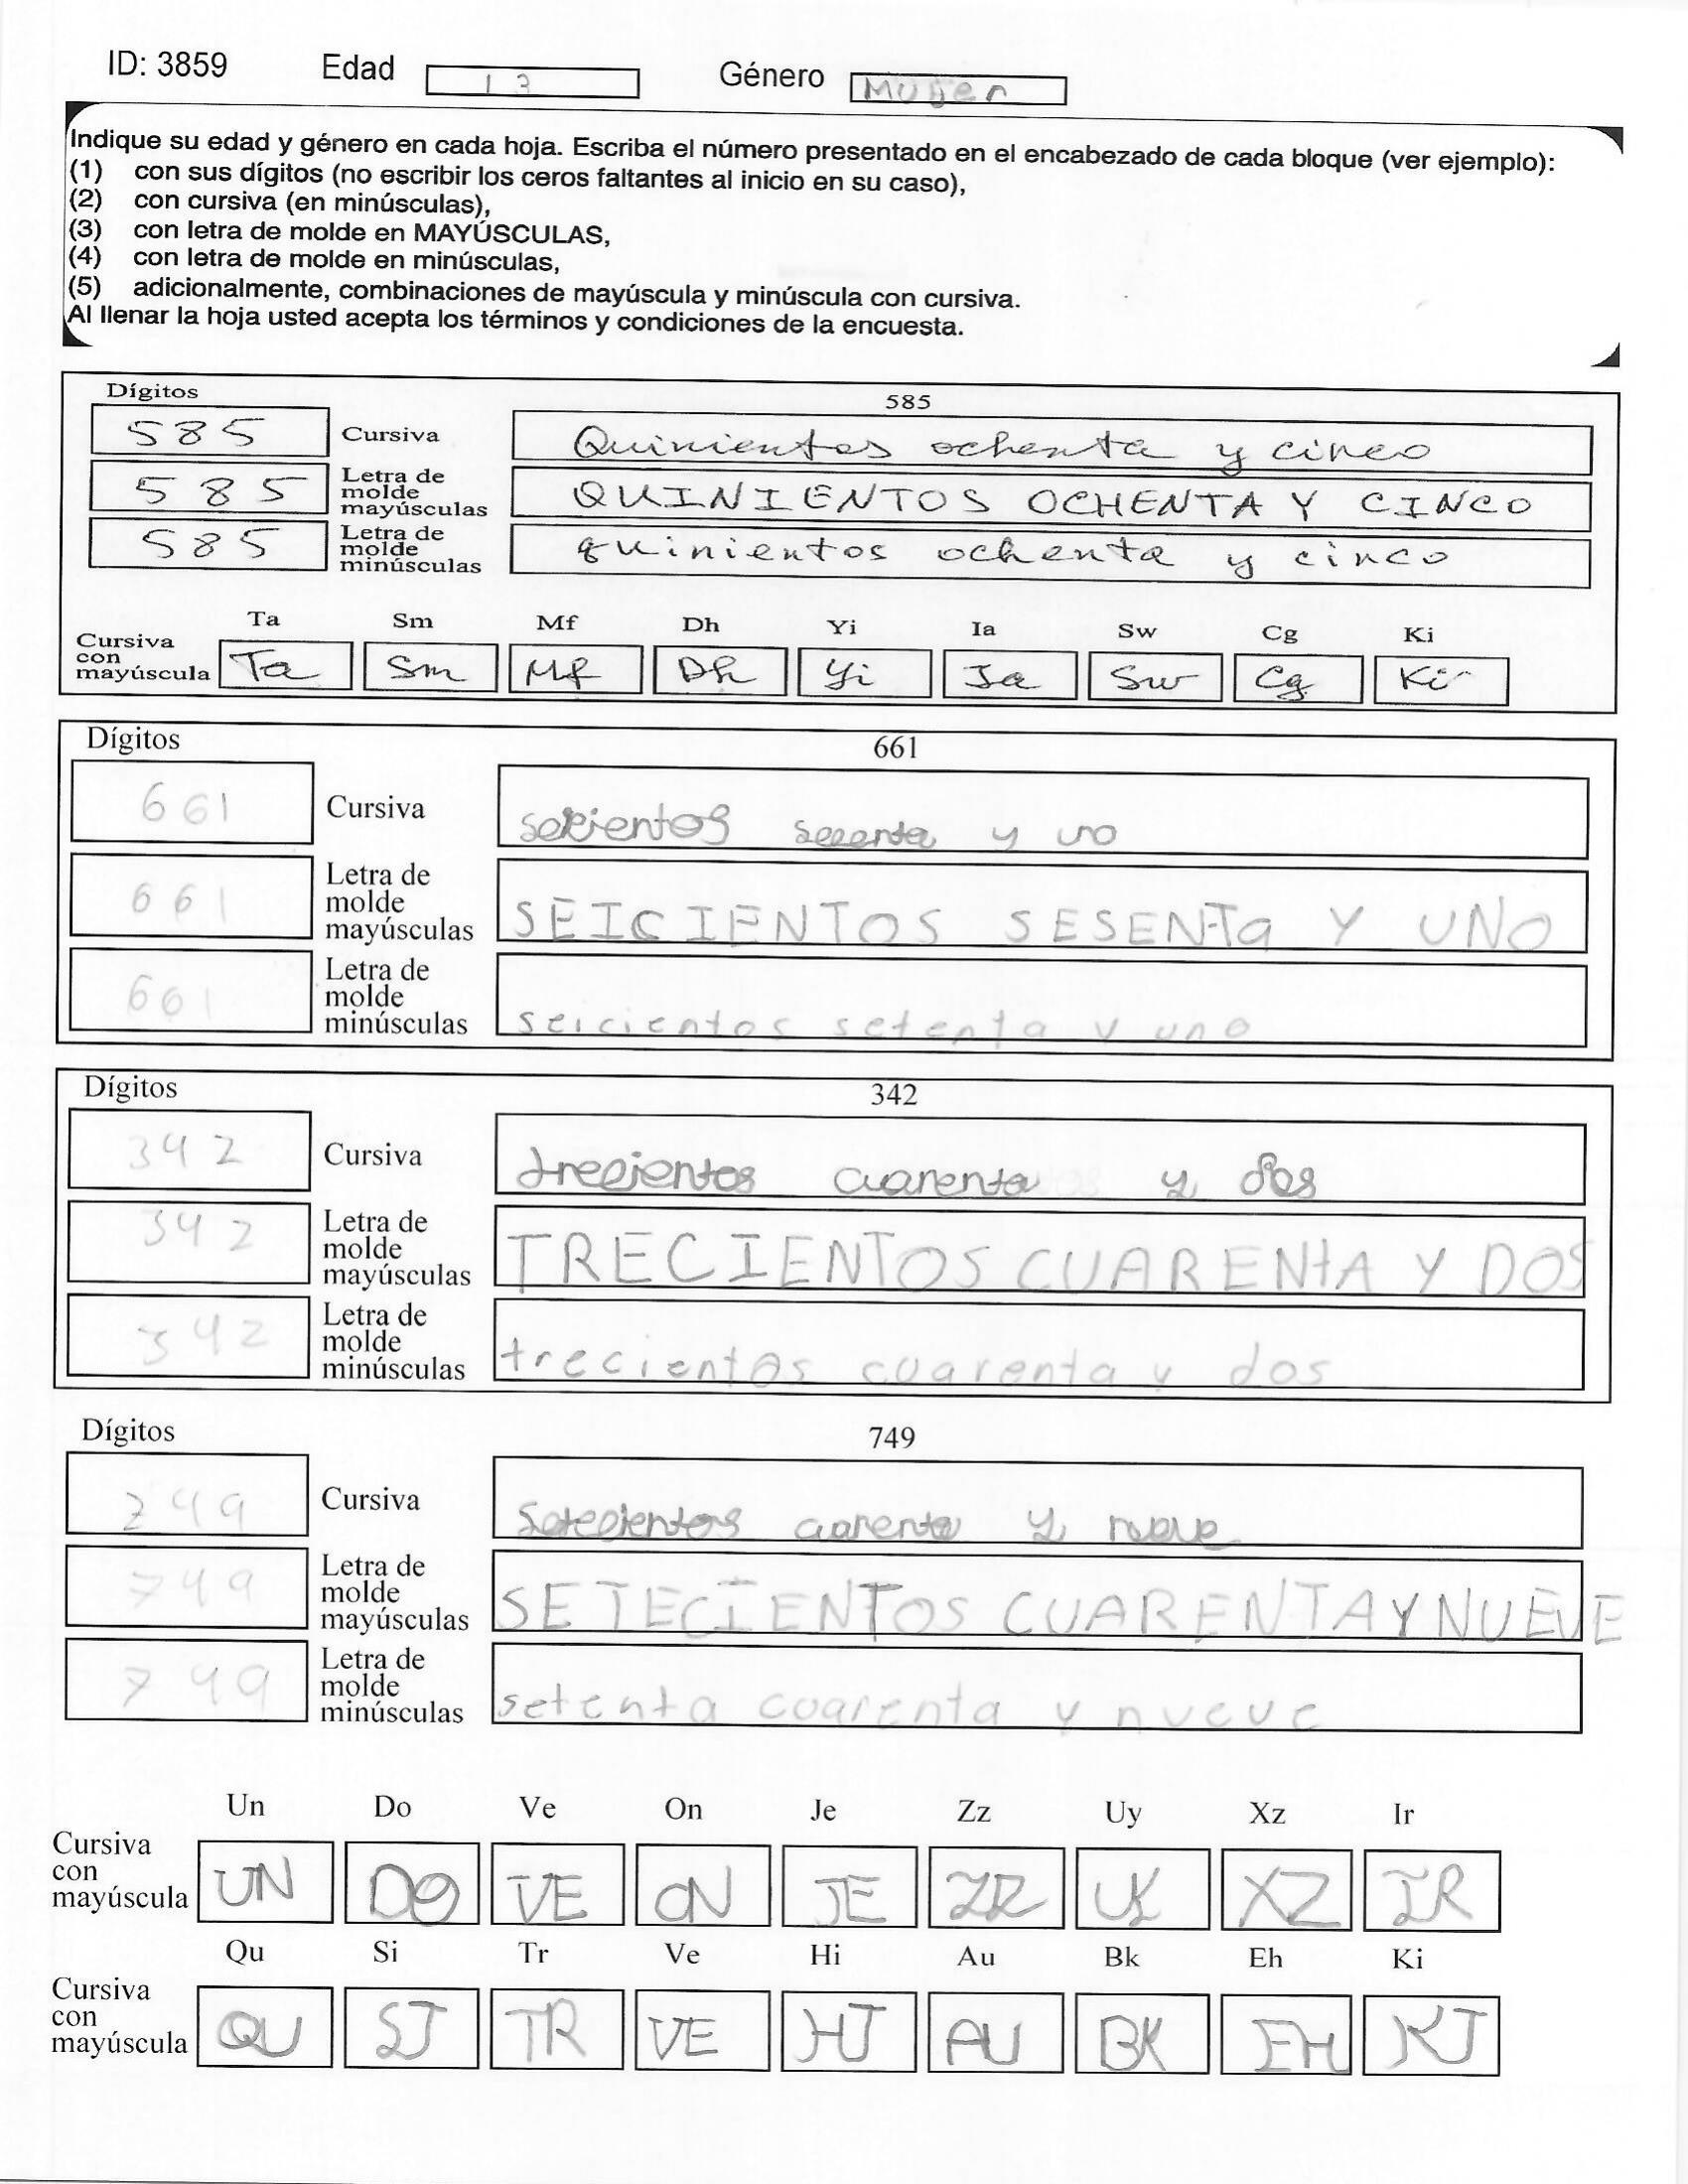 ID: 3859 Edad 13 Género Mujer
Indique su edad y género en cada hoja. Escriba el número presentado en el encabezado de cada bloque (ver ejemplo):
(1) con sus dígitos (no escribir los ceros faltantes al inicio en su caso),
(2) con cursiva (en minúsculas),
(3) con letra de molde en MAYÚSCULAS,
(4) con letra de molde en minúsculas,
(5) adicionalmente, combinaciones de mayúscula y minúscula con cursiva.
Al llenar la hoja usted acepta los términos y condiciones de la encuesta.
Dígitos 585
585 Cursiva Quinientos ochenta y cinco
585 Letra de molde mayúsculas QUINIENTOS OCHENTA Y CINCO
585 Letra de molde minúsculas quinientos ochenta y cinco
Ta Sm Mf Dh Yi Ia Sw Cg Ki
Cursiva con mayúscula Ta Sm Mf Dh Yi Ia Sw Cg Ki
Dígitos 661
661 Cursiva y uno
661 Letra de molde mayúsculas SEICIENTOS SESENTa Y UNO
661 Letra de molde minúsculas seicientos setenta y uno
Dígitos 342
342 Cursiva trecientos cuarenta y dos
342 Letra de molde mayúsculas TRECIENTOS CUARENtA Y DOS
342 Letra de molde minúsculas trecientos cuarenta y dos
Dígitos 749
749 Cursiva setecientos y nueve
749 Letra de molde mayúsculas SETECIENTOS CUARENTA Y NUEVE
749 Letra de molde minúsculas setenta cuarenta y nueve
Un Do Ve On Je Zz Uy Xz Ir
Cursiva con mayúscula UN DO VE ON JE ZZ UY XZ IR
Qu Si Tr Ve Hi Au Bk Eh Ki
Cursiva con mayúscula QU SI TR VE HI AU BK EH KI